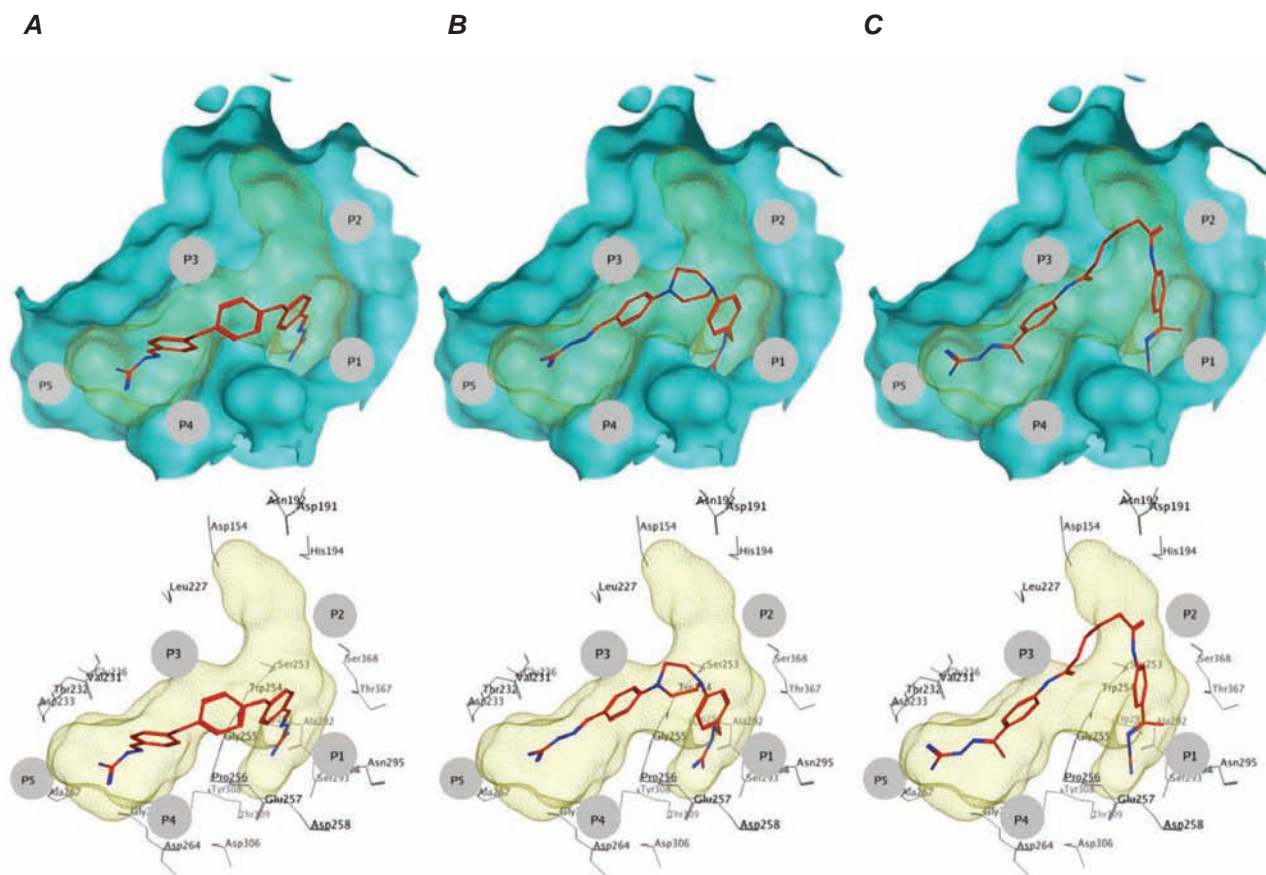 A B C
P2 P2 P2
P3 P3 P3
P1 P1 P1
P5 P5 P5
P4 P4 P4
Asn192 Asn192 Asn192
Asp191 Asp191 Asp191
Asp154 Asp154 Asp154
His194 His194 His194
Leu227 Leu227 Leu227
P2 P2 P2
P3 P3 P3
Ser368 Ser368 Ser368
Ser253 Ser253
Val231 Val231 Val231
Thr232 Thr232 Thr232
Trp254
Thr367 Thr367 Thr367
Asp233 Asp233
Ala292
Gly255 Gly255 Gly255
P1 P1 P1
Asn295 Asn295 Asn295
P5 P5 P5
Pro256 Pro256 Pro256
Ser293 Ser293 Ser293
Tyr308 Tyr308 Tyr308
Glu257 Glu257 Glu257
P4 P4 P4
Asp258 Asp258 Asp258
Asp264 Asp264 Asp264
Asp306 Asp306 Asp306